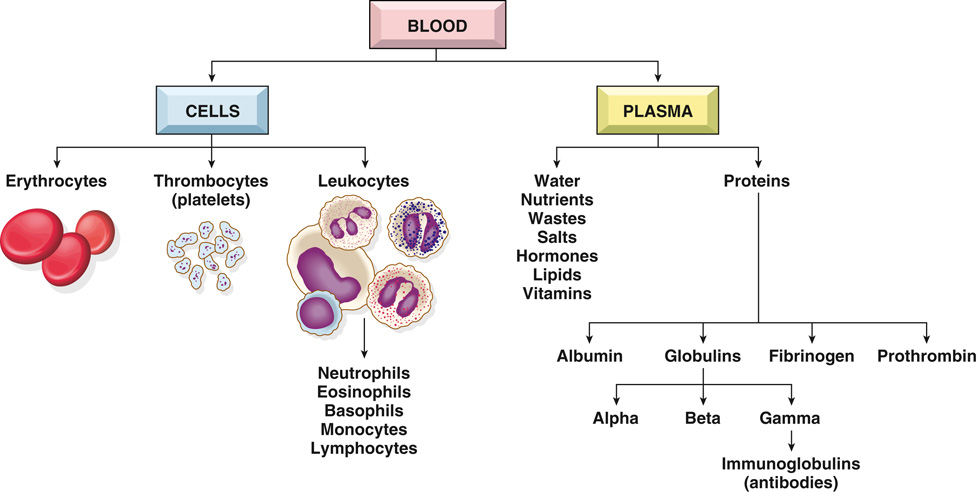 BLOOD
CELLS
PLASMA
Erythrocytes
Thrombocytes
(platelets)
Leukocytes
Neutrophils
Eosinophils
Basophils
Monocytes
Lymphocytes
Water
Nutrients
Wastes
Salts
Hormones
Lipids
Vitamins
Proteins
Albumin
Globulins
Fibrinogen
Prothrombin
Alpha
Beta
Gamma
Immunoglobulins
(antibodies)